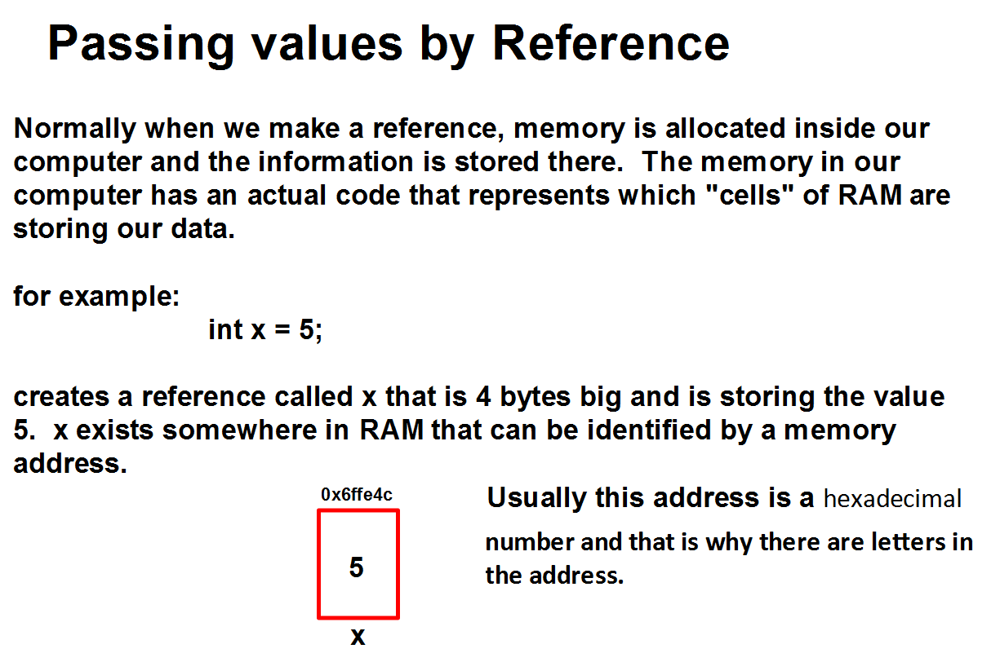 Passing values by Reference
Normally when we make a reference, memory is allocated inside our
computer and the information is stored there.  The memory in our
computer has an actual code that represents which "cells" of RAM are
storing our data.
for example:
int x = 5;
creates a reference called x that is 4 bytes big and is storing the value
5.  x exists somewhere in RAM that can be identified by a memory
address.
0x6ffe4c
5
x
Usually this address is a hexadecimal
number and that is why there are letters in
the address.